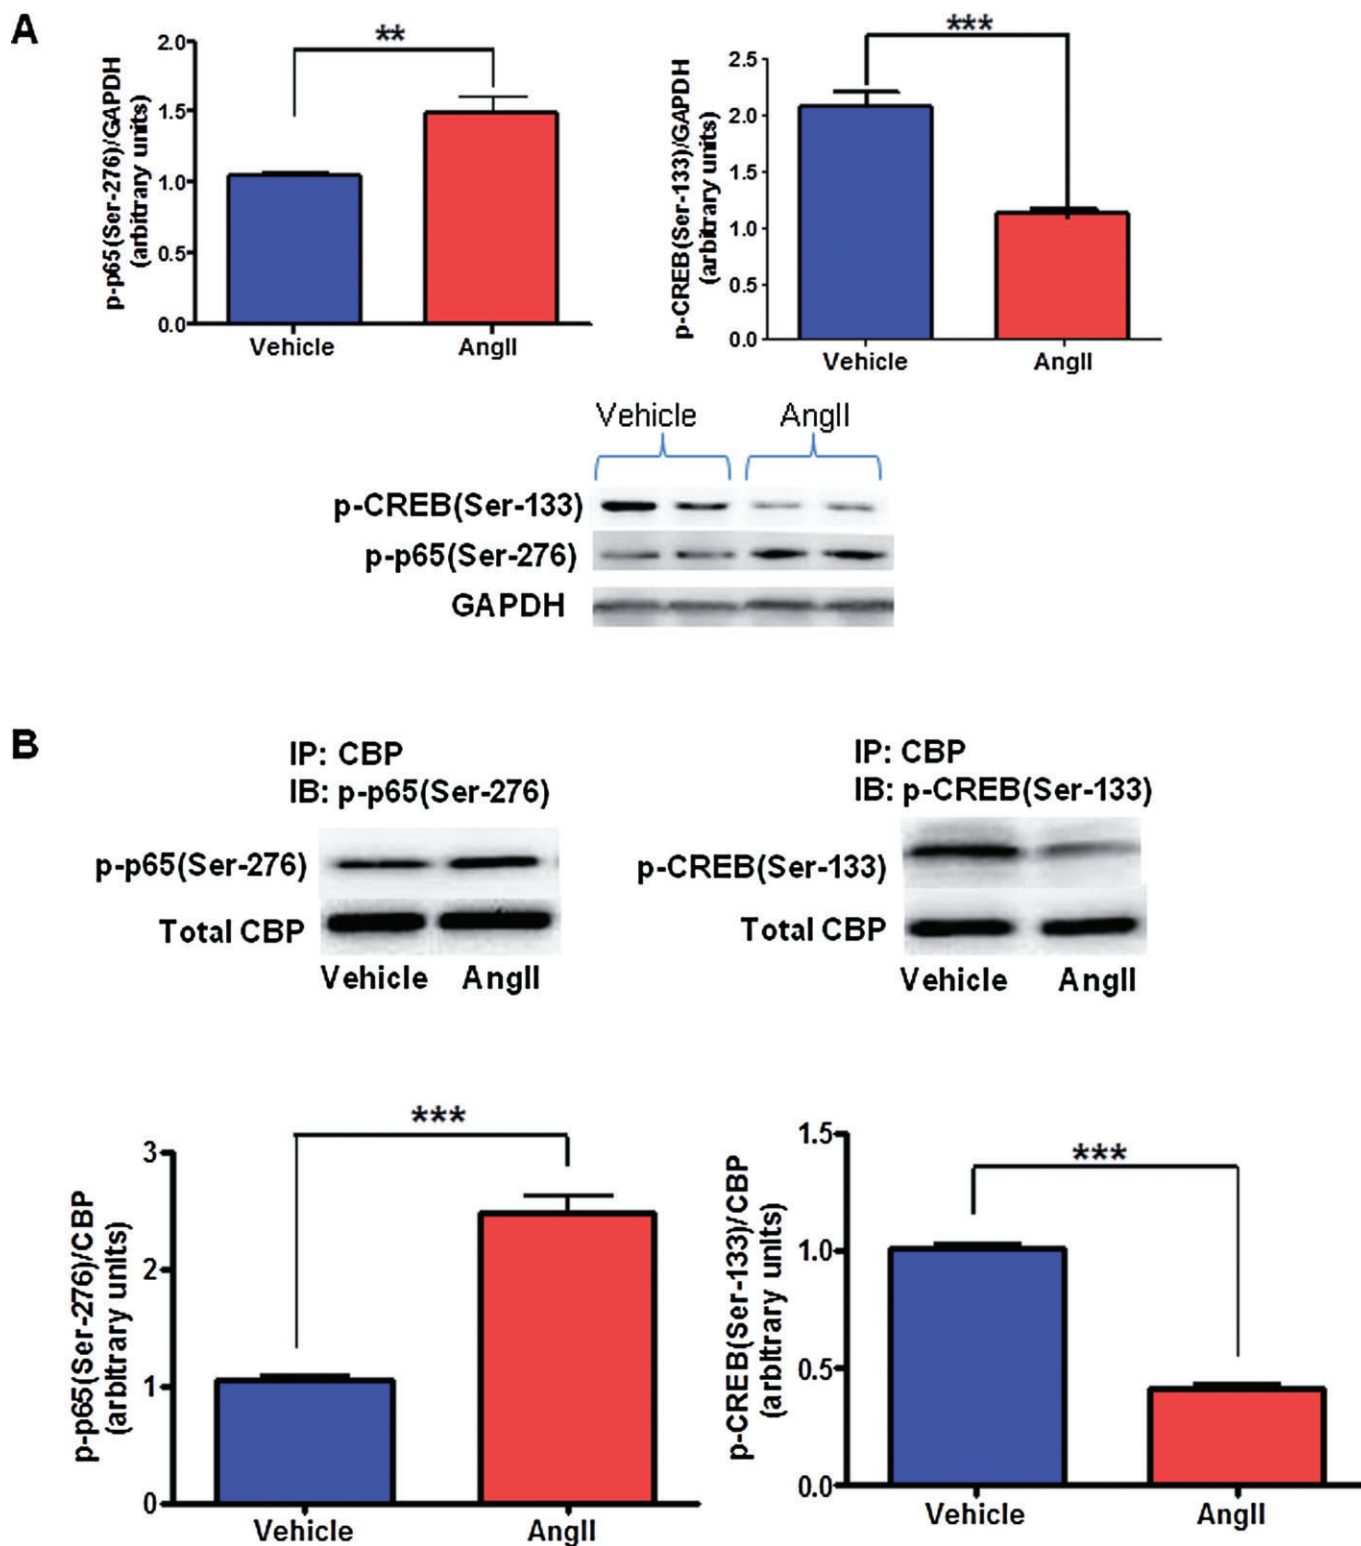 A
**
***
p-p65(Ser-276)/GAPDH
(arbitrary units)
2.0
1.5
1.0
0.5
0.0
Vehicle
AngII
p-CREB(Ser-133)/GAPDH
(arbitrary units)
2.5
2.0
1.5
1.0
0.5
0.0
Vehicle
AngII
Vehicle
AngII
p-CREB(Ser-133)
p-p65(Ser-276)
GAPDH
B
IP: CBP
IB: p-p65(Ser-276)
p-p65(Ser-276)
Total CBP
Vehicle
AngII
IP: CBP
IB: p-CREB(Ser-133)
p-CREB(Ser-133)
Total CBP
Vehicle
AngII
***
p-p65(Ser-276)/CBP
(arbitrary units)
3
2
1
0
Vehicle
AngII
***
p-CREB(Ser-133)/CBP
(arbitrary units)
1.5
1.0
0.5
0.0
Vehicle
AngII